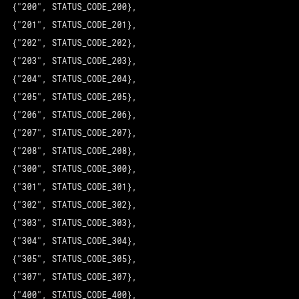 {"200", STATUS_CODE_200},
{"201", STATUS_CODE_201},
{"202", STATUS_CODE_202},
{"203", STATUS_CODE_203},
{"204", STATUS_CODE_204},
{"205", STATUS_CODE_205},
{"206", STATUS_CODE_206},
{"207", STATUS_CODE_207},
{"208", STATUS_CODE_208},
{"300", STATUS_CODE_300},
{"301", STATUS_CODE_301},
{"302", STATUS_CODE_302},
{"303", STATUS_CODE_303},
{"304", STATUS_CODE_304},
{"305", STATUS_CODE_305},
{"307", STATUS_CODE_307},
{"400", STATUS_CODE_400},